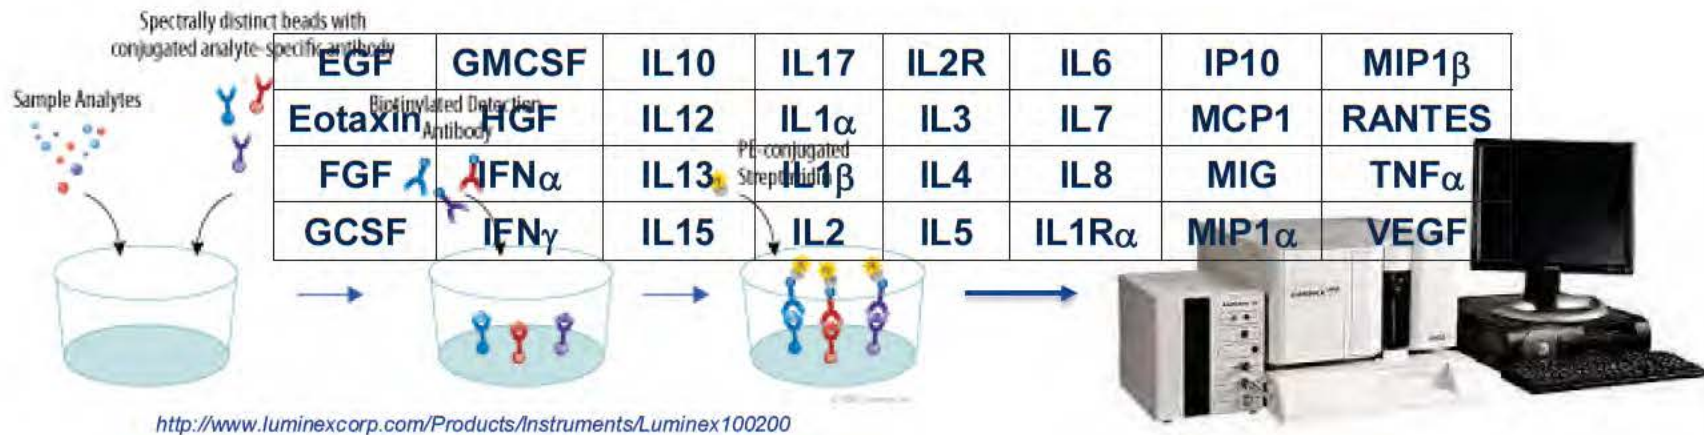 Spectrally distinct beads with
conjugated analyte-specific antibody
Sample Analytes
Biotinylated Detection
Antibody
PE-conjugated
Streptavidin
EGF GMCSF IL10 IL17 IL2R IL6 IP10 MIP1β
Eotaxin HGF IL12 IL1α IL3 IL7 MCP1 RANTES
FGF IFNα IL13 IL1β IL4 IL8 MIG TNFα
GCSF IFNγ IL15 IL2 IL5 IL1Rα MIP1α VEGF
http://www.luminexcorp.com/Products/Instruments/Luminex100200